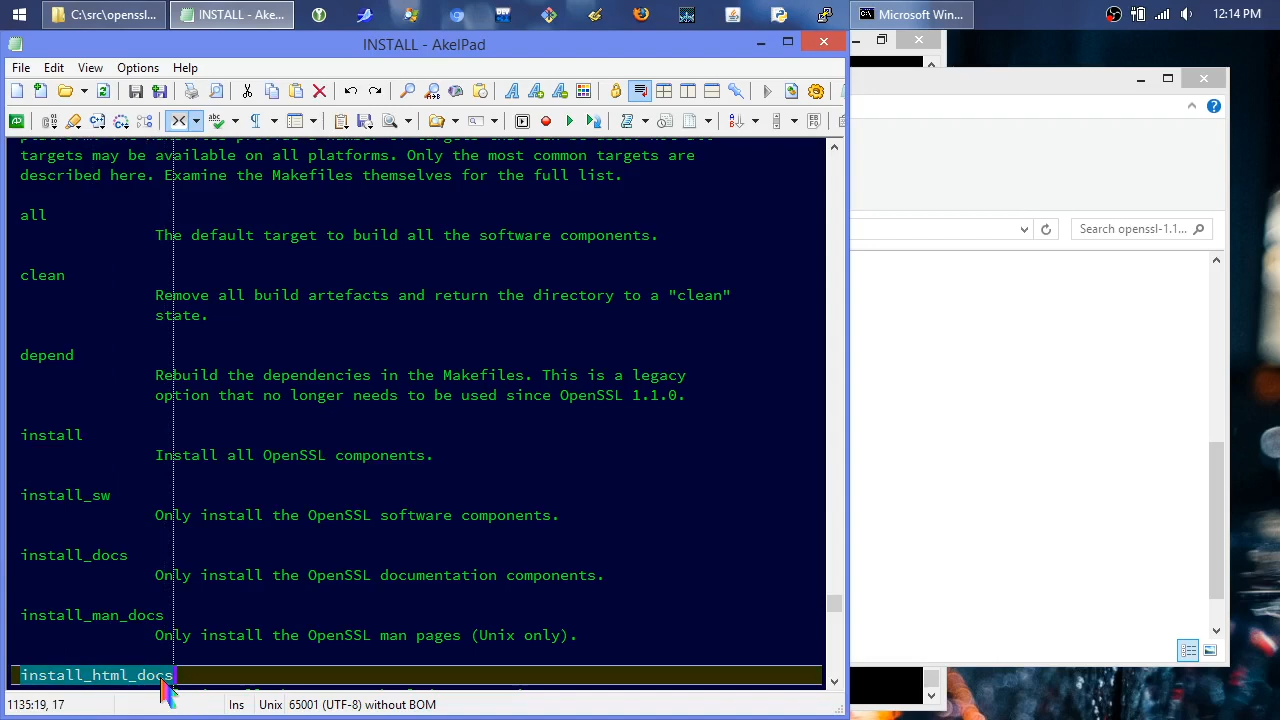 C:\src\openssl...
INSTALL - Ake...
Microsoft Win...
12:14 PM
INSTALL - AkelPad
File Edit View Options Help
targets may be available on all platforms. Only the most common targets are
described here. Examine the Makefiles themselves for the full list.
all
The default target to build all the software components.
clean
Remove all build artefacts and return the directory to a "clean"
state.
depend
Rebuild the dependencies in the Makefiles. This is a legacy
option that no longer needs to be used since OpenSSL 1.1.0.
install
Install all OpenSSL components.
install_sw
Only install the OpenSSL software components.
install_docs
Only install the OpenSSL documentation components.
install_man_docs
Only install the OpenSSL man pages (Unix only).
install_html_docs
1135:19, 17
Ins
Unix
65001 (UTF-8) without BOM
Search openssl-1.1...